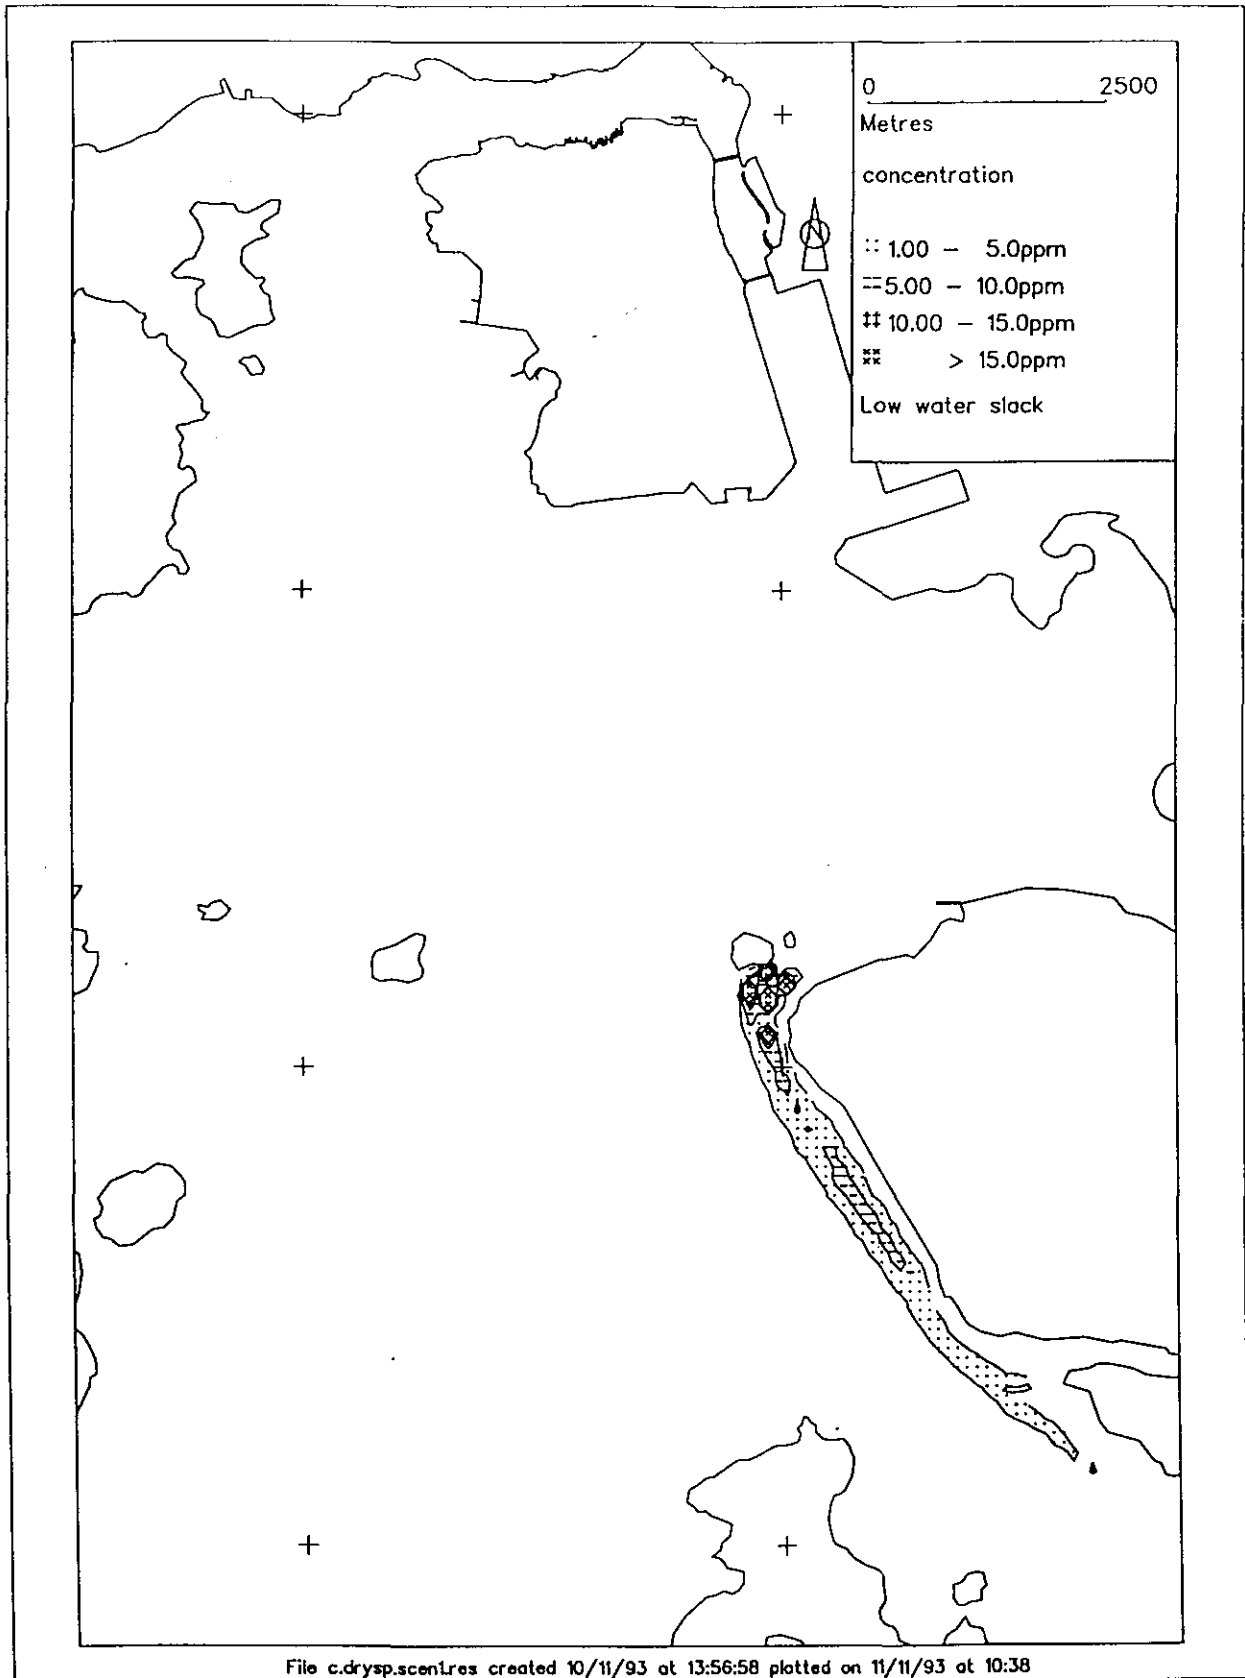 0 2500
Metres
concentration
1.00 - 5.0ppm
5.00 - 10.0ppm
10.00 - 15.0ppm
> 15.0ppm
Low water slack
File c.drysp.scen1.res created 10/11/93 at 13:56:58 plotted on 11/11/93 at 10:38